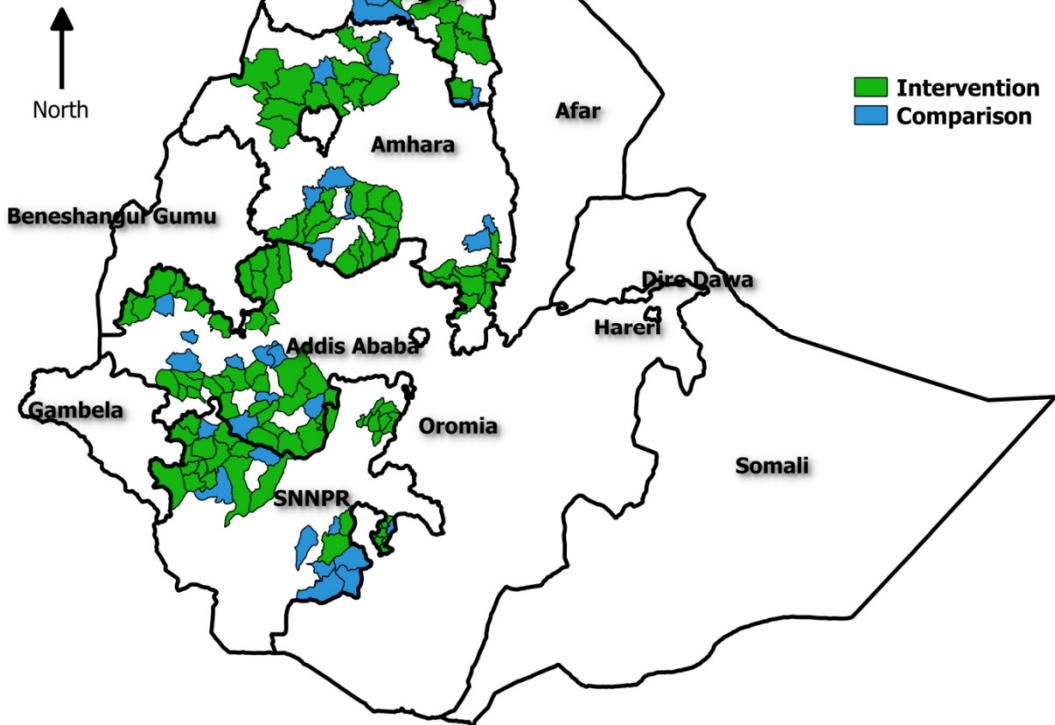 North
Intervention
Comparison
Afar
Amhara
Beneshangul Gumu
Dire Dawa
Hareri
Addis Ababa
Gambela
Oromia
Somali
SNNPR